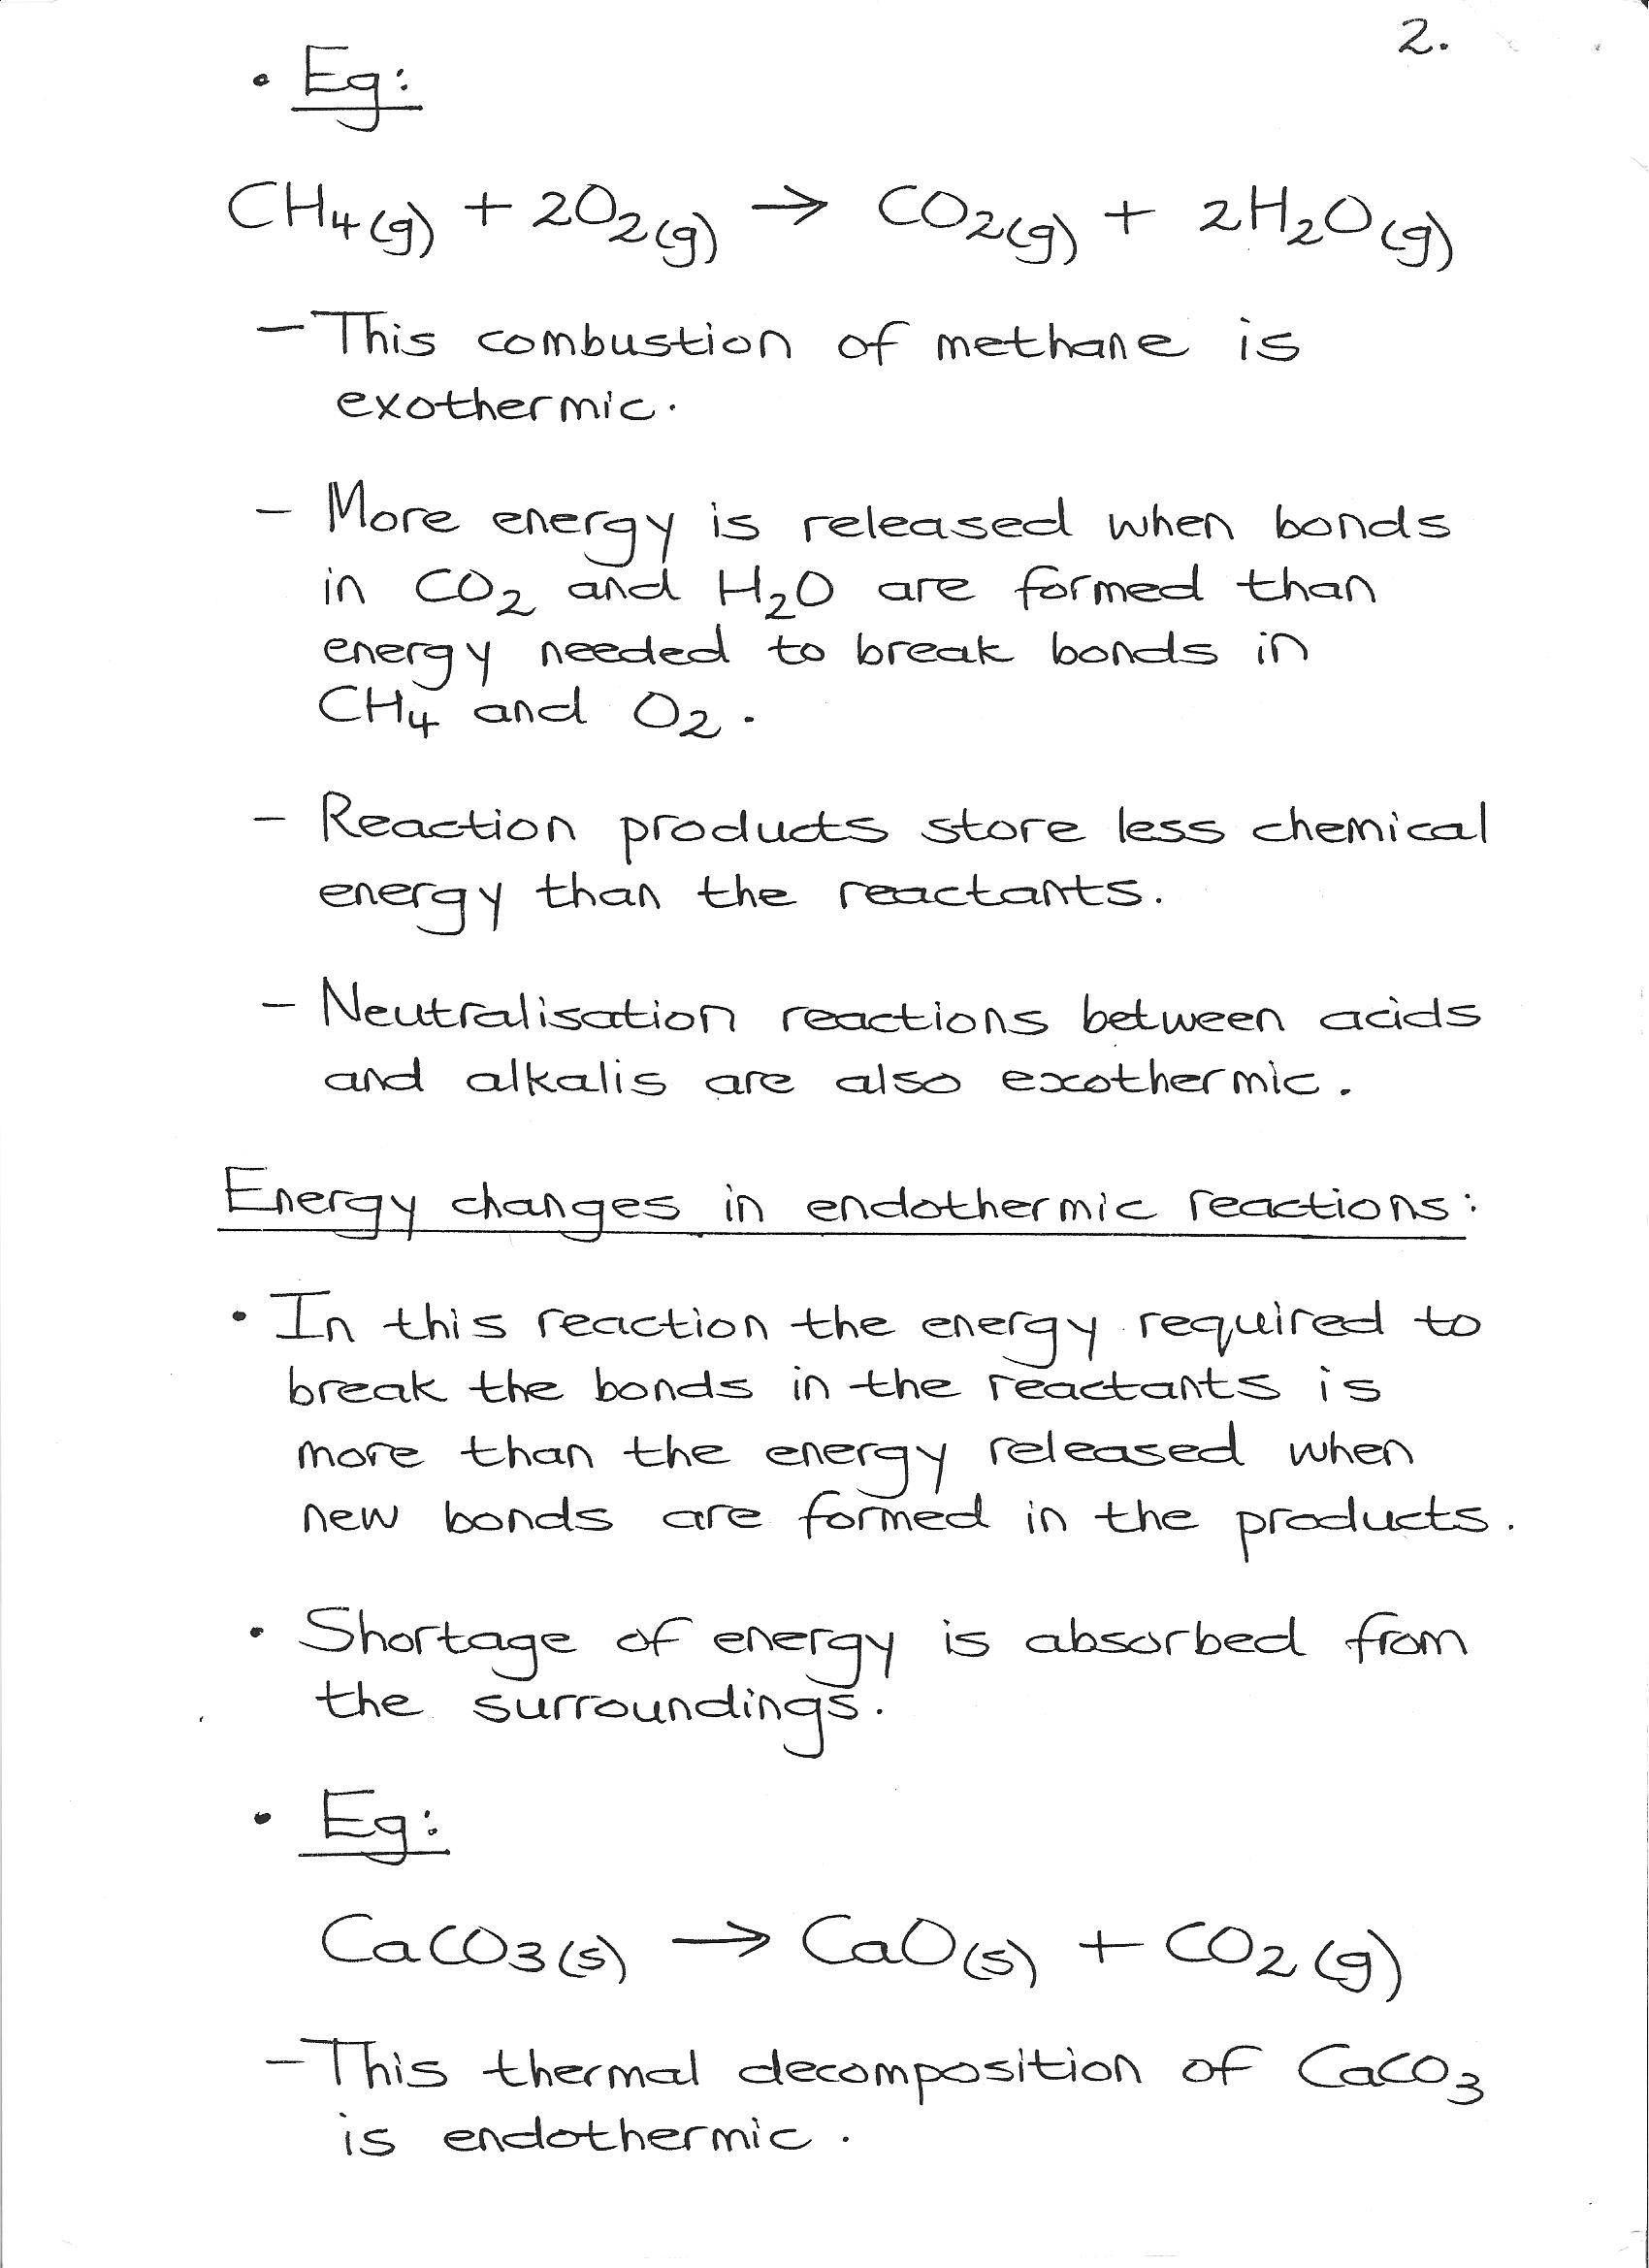 2.
• Eg:
CH₄(g) + 2O₂(g) → CO₂(g) + 2H₂O(g)
– This combustion of methane is
exothermic.
– More energy is released when bonds
in CO₂ and H₂O are formed than
energy needed to break bonds in
CH₄ and O₂.
– Reaction products store less chemical
energy than the reactants.
– Neutralisation reactions between acids
and alkalis are also exothermic.
Energy changes in endothermic reactions:
• In this reaction the energy required to
break the bonds in the reactants is
more than the energy released when
new bonds are formed in the products.
• Shortage of energy is absorbed from
the surroundings.
• Eg:
CaCO₃(s) → CaO(s) + CO₂(g)
– This thermal decomposition of CaCO₃
is endothermic.